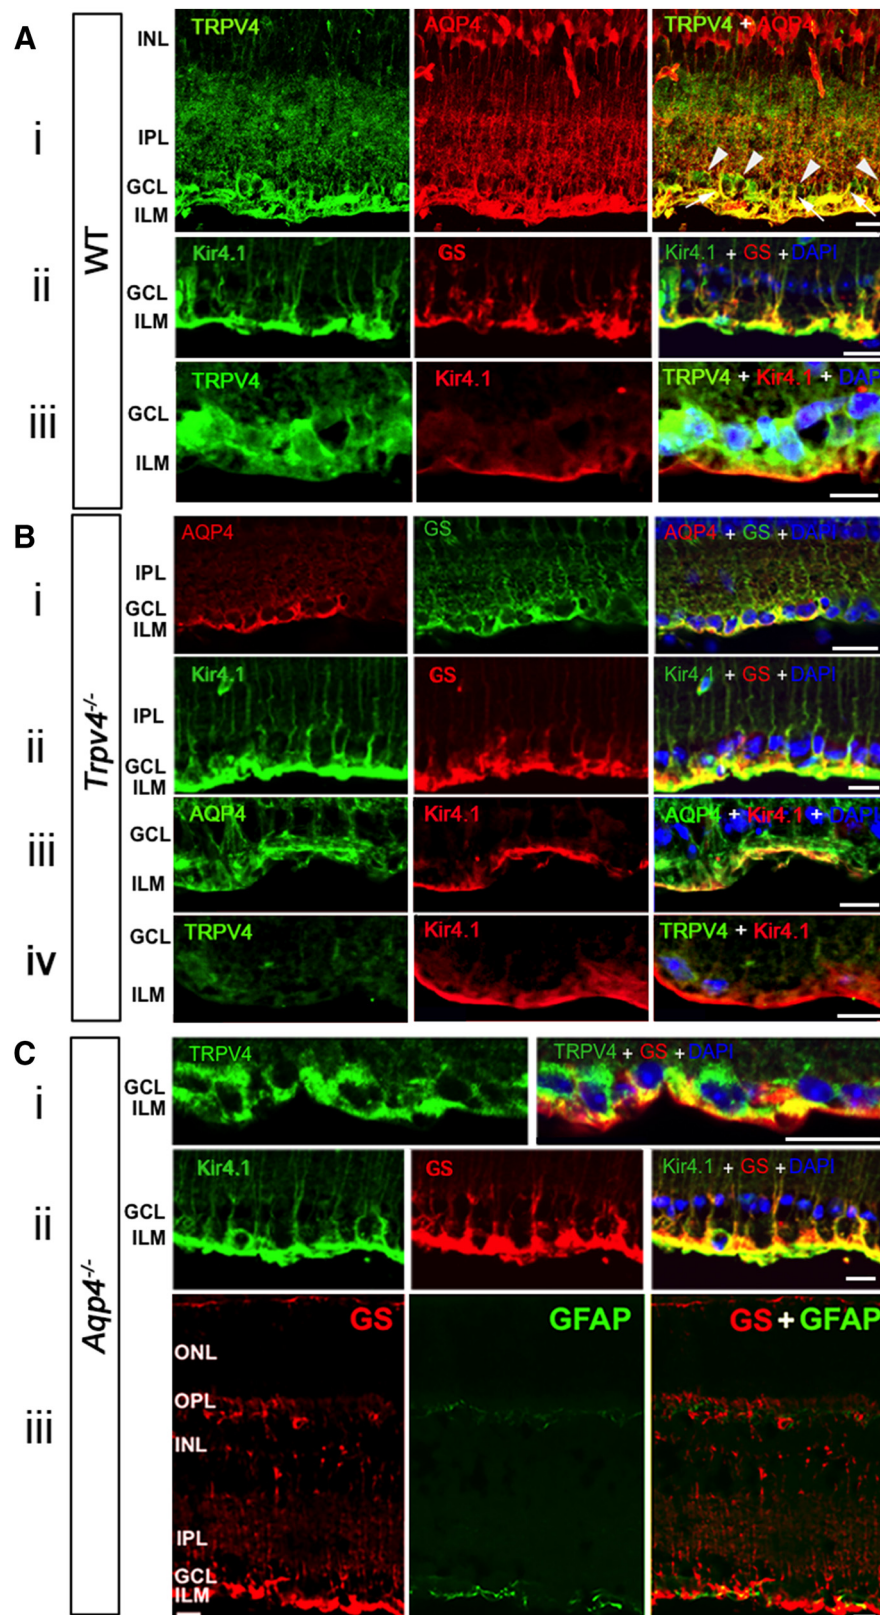 A
WT
i
INL
IPL
GCL
ILM
TRPV4
AQP4
TRPV4 + AQP4
ii
GCL
ILM
Kir4.1
GS
Kir4.1 + GS + DAPI
iii
GCL
ILM
TRPV4
Kir4.1
TRPV4 + Kir4.1 + DAP
B
Trpv4-/-
i
IPL
GCL
ILM
AQP4
GS
AQP4 + GS + DAPI
ii
IPL
GCL
ILM
Kir4.1
GS
Kir4.1 + GS + DAPI
iii
GCL
ILM
AQP4
Kir4.1
AQP4 + Kir4.1 + DAPI
iv
GCL
ILM
TRPV4
Kir4.1
TRPV4 + Kir4.1
C
Aqp4-/-
i
GCL
ILM
TRPV4
TRPV4 + GS + DAPI
ii
GCL
ILM
Kir4.1
GS
Kir4.1 + GS + DAPI
iii
GS
GFAP
GS + GFAP
ONL
OPL
INL
IPL
GCL
ILM